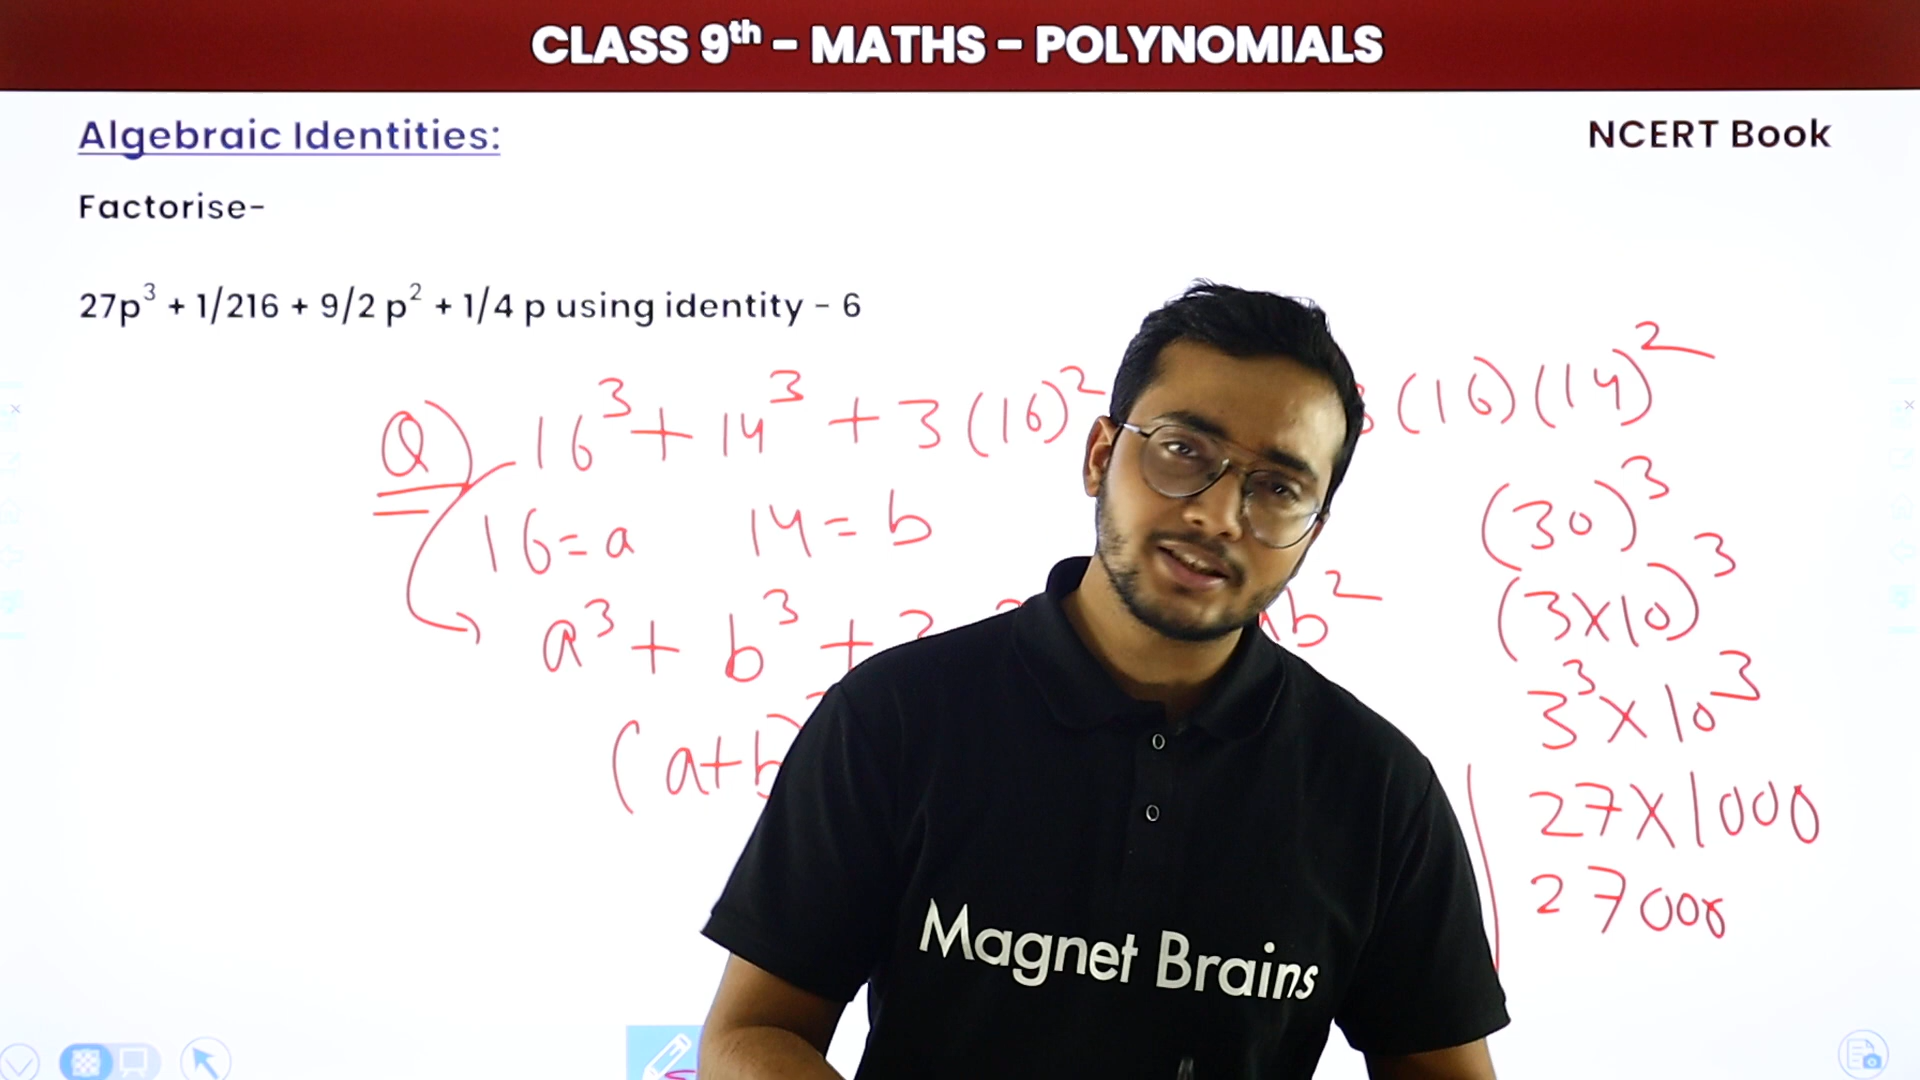 CLASS 9th - MATHS - POLYNOMIALS
Algebraic Identities:
NCERT Book
Factorise-
27p³ + 1/216 + 9/2 p² + 1/4 p using identity - 6
Q) 16³ + 14³ + 3(16)² (16)(14)²
16 = a 14 = b
a³ + b³ + b²
(a+b
(30)³
(3×10)³
3³×10³
27×1000
27000
Magnet Brains